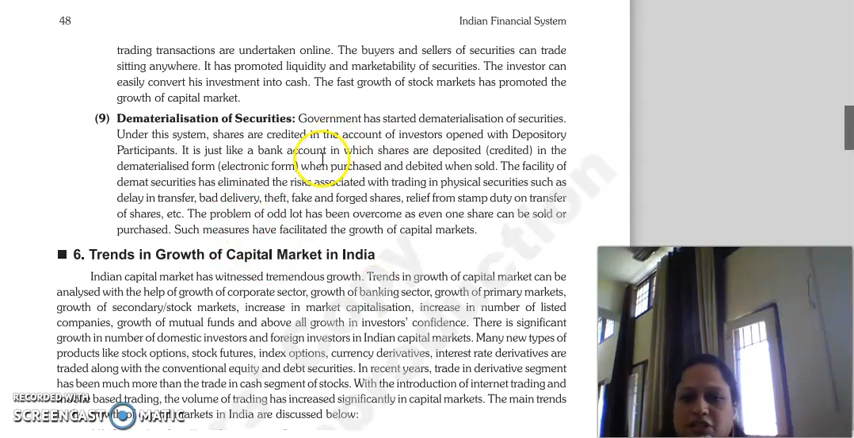 48
Indian Financial System
trading transactions are undertaken online. The buyers and sellers of securities can trade
sitting anywhere. It has promoted liquidity and marketability of securities. The investor can
easily convert his investment into cash. The fast growth of stock markets has promoted the
growth of capital market.
(9) Dematerialisation of Securities: Government has started dematerialisation of securities.
Under this system, shares are credited in the account of investors opened with Depository
Participants. It is just like a bank account in which shares are deposited (credited) in the
dematerialised form (electronic form) when purchased and debited when sold. The facility of
demat securities has eliminated the risks associated with trading in physical securities such as
delay in transfer, bad delivery, theft, fake and forged shares, relief from stamp duty on transfer
of shares, etc. The problem of odd lot has been overcome as even one share can be sold or
purchased. Such measures have facilitated the growth of capital markets.
6. Trends in Growth of Capital Market in India
Indian capital market has witnessed tremendous growth. Trends in growth of capital market can be
analysed with the help of growth of corporate sector, growth of banking sector, growth of primary markets,
growth of secondary/stock markets, increase in market capitalisation, increase in number of listed
companies, growth of mutual funds and above all growth in investors' confidence. There is significant
growth in number of domestic investors and foreign investors in Indian capital markets. Many new types of
products like stock options, stock futures, index options, currency derivatives, interest rate derivatives are
traded along with the conventional equity and debt securities. In recent years, trade in derivative segment
has been much more than the trade in cash segment of stocks. With the introduction of internet trading and
based trading, the volume of trading has increased significantly in capital markets. The main trends
markets in India are discussed below:
RECORDED WITH
SCREENCAST MATIC